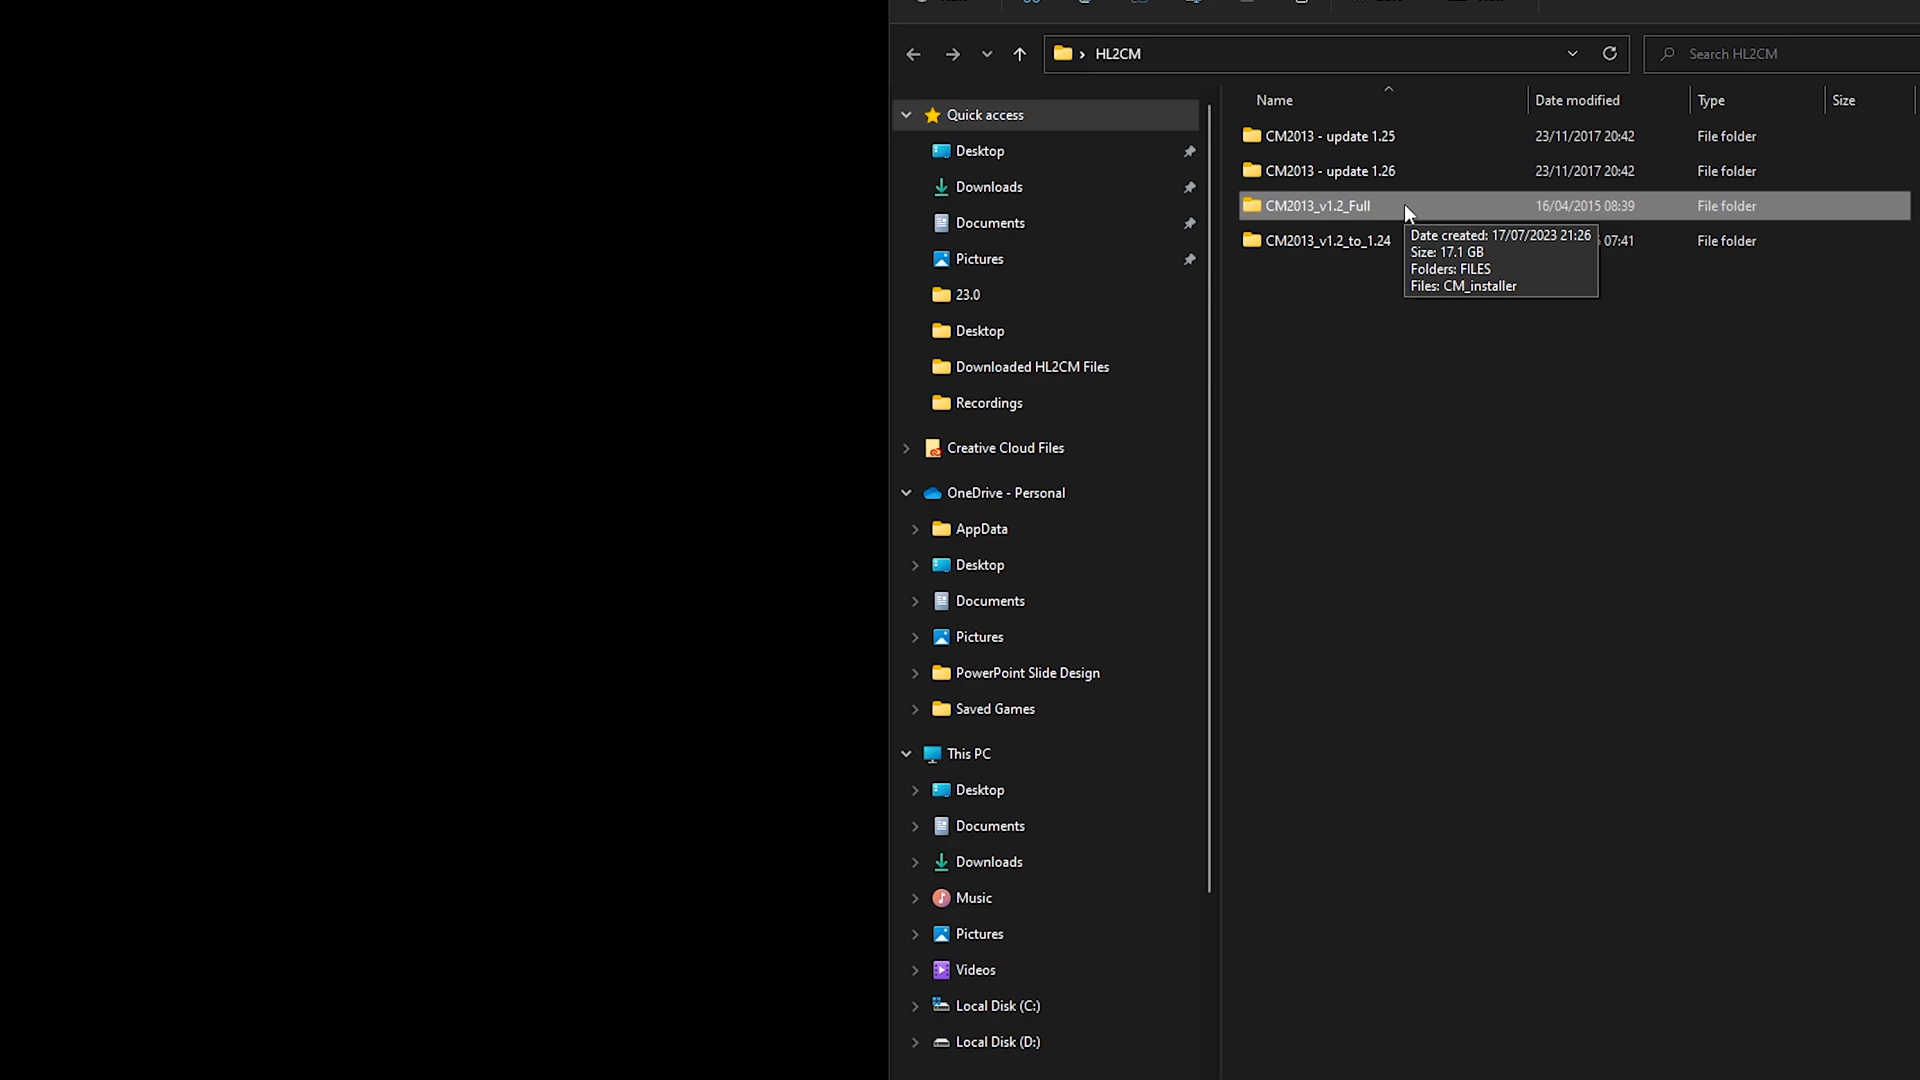 HL2CM
Search HL2CM
Name
Date modified
Type
Size
Quick access
Desktop
Downloads
Documents
Pictures
23.0
Desktop
Downloaded HL2CM Files
Recordings
Creative Cloud Files
OneDrive - Personal
AppData
Desktop
Documents
Pictures
PowerPoint Slide Design
Saved Games
This PC
Desktop
Documents
Downloads
Music
Pictures
Videos
Local Disk (C:)
Local Disk (D:)
CM2013 - update 1.25 23/11/2017 20:42 File folder
CM2013 - update 1.26 23/11/2017 20:42 File folder
CM2013_v1.2_Full 16/04/2015 08:39 File folder
CM2013_v1.2_to_1.24 07:41 File folder
Date created: 17/07/2023 21:26
Size: 17.1 GB
Folders: FILES
Files: CM_installer